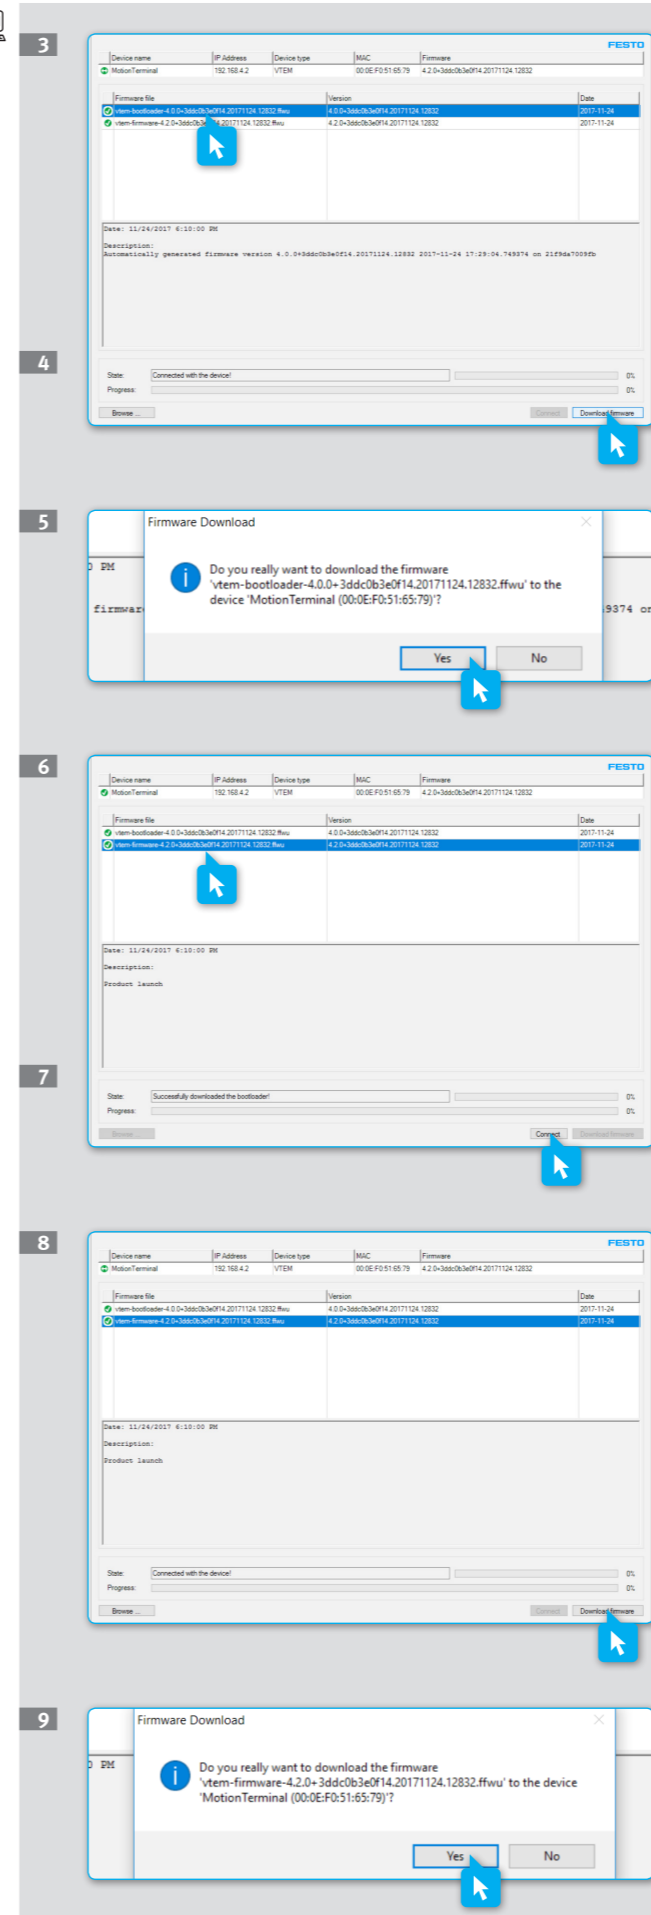 3
FESTO
Device name IP Address Device type MAC Firmware
MotionTerminal 192.168.4.2 VTEM 00:0E:F0:51:65:79 4.2.0+3ddc0b3e0f14.20171124.12832
Firmware file Version Date
vtem-bootloader-4.0.0+3ddc0b3e0f14.20171124.12832.ffwu 4.0.0+3ddc0b3e0f14.20171124.12832 2017-11-24
vtem-firmware-4.2.0+3ddc0b3e0f14.20171124.12832.ffwu 4.2.0+3ddc0b3e0f14.20171124.12832 2017-11-24
Date: 11/24/2017 6:10:00 PM
Description:
Automatically generated firmware version 4.0.0+3ddc0b3e0f14.20171124.12832 2017-11-24 17:29:04.749374 on 21f9da7009fb
4
State: Connected with the device! 0%
Progress: 0%
Browse ... Connect Download firmware
5
Firmware Download
0 PM
Do you really want to download the firmware
'vtem-bootloader-4.0.0+3ddc0b3e0f14.20171124.12832.ffwu' to the
device 'MotionTerminal (00:0E:F0:51:65:79)'?
firmwar 49374 or
Yes No
6
FESTO
Device name IP Address Device type MAC Firmware
MotionTerminal 192.168.4.2 VTEM 00:0E:F0:51:65:79 4.2.0+3ddc0b3e0f14.20171124.12832
Firmware file Version Date
vtem-bootloader-4.0.0+3ddc0b3e0f14.20171124.12832.ffwu 4.0.0+3ddc0b3e0f14.20171124.12832 2017-11-24
vtem-firmware-4.2.0+3ddc0b3e0f14.20171124.12832.ffwu 4.2.0+3ddc0b3e0f14.20171124.12832 2017-11-24
Date: 11/24/2017 6:10:00 PM
Description:
Product launch
7
State: Successfully downloaded the bootloader! 0%
Progress: 0%
Browse ... Connect Download firmware
8
FESTO
Device name IP Address Device type MAC Firmware
MotionTerminal 192.168.4.2 VTEM 00:0E:F0:51:65:79 4.2.0+3ddc0b3e0f14.20171124.12832
Firmware file Version Date
vtem-bootloader-4.0.0+3ddc0b3e0f14.20171124.12832.ffwu 4.0.0+3ddc0b3e0f14.20171124.12832 2017-11-24
vtem-firmware-4.2.0+3ddc0b3e0f14.20171124.12832.ffwu 4.2.0+3ddc0b3e0f14.20171124.12832 2017-11-24
Date: 11/24/2017 6:10:00 PM
Description:
Product launch
State: Connected with the device! 0%
Progress: 0%
Browse ... Connect Download firmware
9
Firmware Download
0 PM
Do you really want to download the firmware
'vtem-firmware-4.2.0+3ddc0b3e0f14.20171124.12832.ffwu' to the device
'MotionTerminal (00:0E:F0:51:65:79)'?
Yes No